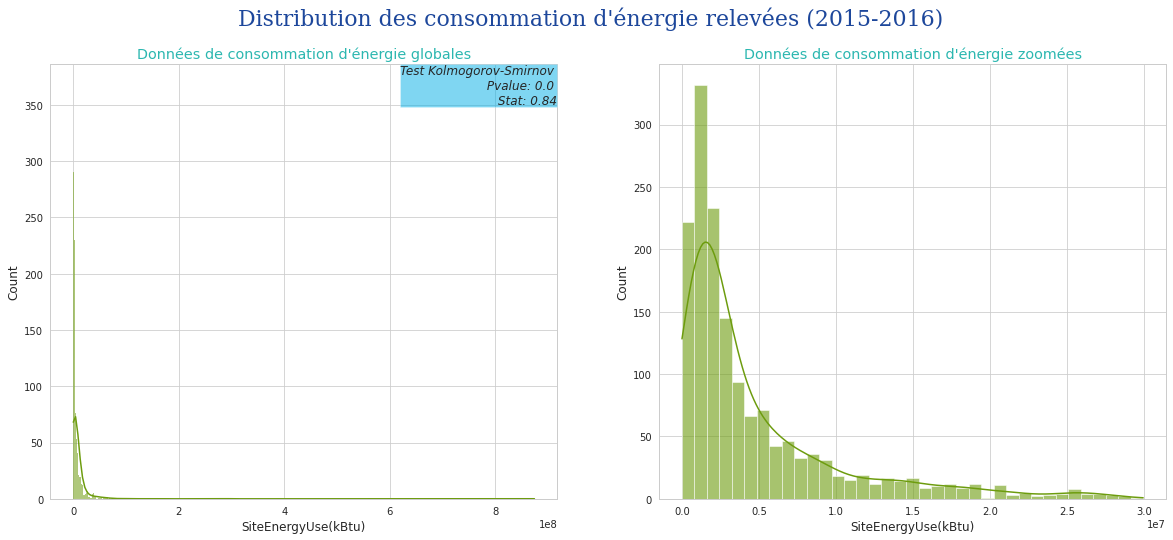 Distribution des consommation d'énergie relevées (2015-2016)
Données de consommation d'énergie globales
Test Kolmogorov-Smirnov
Pvalue: 0.0
Stat: 0.84
350
300
250
200
150
100
50
0
Count
0 2 4 6 8
1e8
SiteEnergyUse(kBtu)
Données de consommation d'énergie zoomées
300
250
200
150
100
50
0
Count
0.0 0.5 1.0 1.5 2.0 2.5 3.0
1e7
SiteEnergyUse(kBtu)